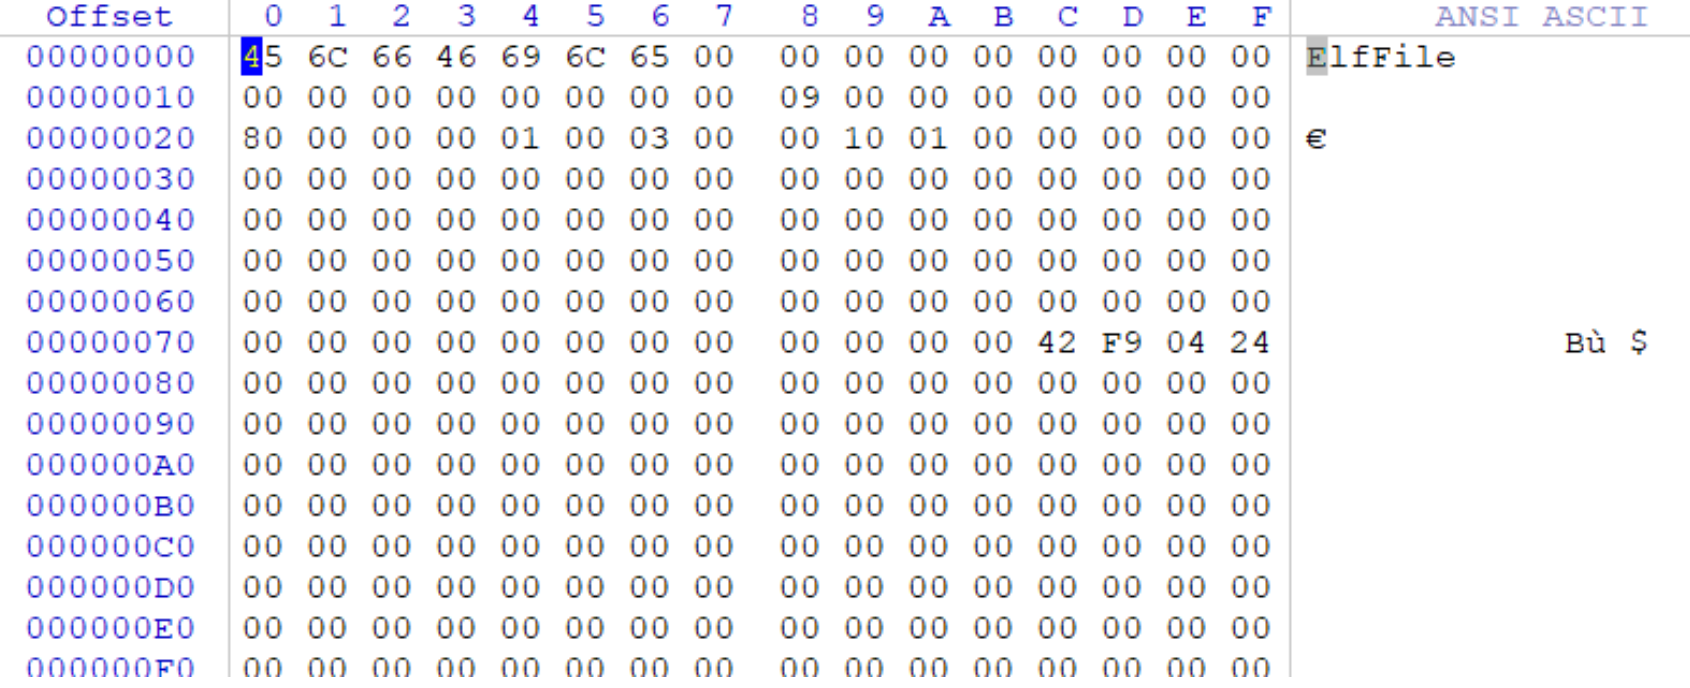 Offset 0 1 2 3 4 5 6 7 8 9 A B C D E F ANSI ASCII
00000000 45 6C 66 46 69 6C 65 00 00 00 00 00 00 00 00 00 ElfFile
00000010 00 00 00 00 00 00 00 00 09 00 00 00 00 00 00 00
00000020 80 00 00 00 01 00 03 00 00 10 01 00 00 00 00 00 €
00000030 00 00 00 00 00 00 00 00 00 00 00 00 00 00 00 00
00000040 00 00 00 00 00 00 00 00 00 00 00 00 00 00 00 00
00000050 00 00 00 00 00 00 00 00 00 00 00 00 00 00 00 00
00000060 00 00 00 00 00 00 00 00 00 00 00 00 00 00 00 00
00000070 00 00 00 00 00 00 00 00 00 00 00 00 42 F9 04 24 Bù $
00000080 00 00 00 00 00 00 00 00 00 00 00 00 00 00 00 00
00000090 00 00 00 00 00 00 00 00 00 00 00 00 00 00 00 00
000000A0 00 00 00 00 00 00 00 00 00 00 00 00 00 00 00 00
000000B0 00 00 00 00 00 00 00 00 00 00 00 00 00 00 00 00
000000C0 00 00 00 00 00 00 00 00 00 00 00 00 00 00 00 00
000000D0 00 00 00 00 00 00 00 00 00 00 00 00 00 00 00 00
000000E0 00 00 00 00 00 00 00 00 00 00 00 00 00 00 00 00
000000F0 00 00 00 00 00 00 00 00 00 00 00 00 00 00 00 00